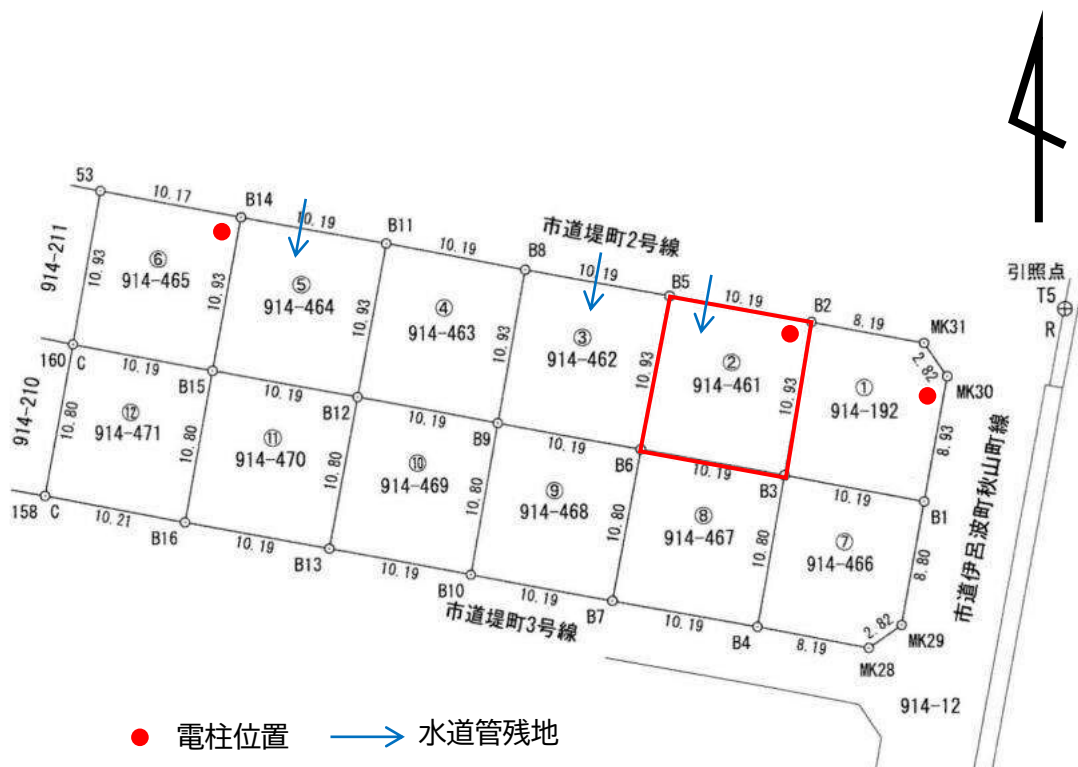 53
10.17
B14
10.19
B11
10.19
B8
市道堤町2号線
10.19
B5
10.19
B2
8.19
MK31
2.82
MK30
引照点
T5
R
914-211
10.93
⑥
914-465
10.93
⑤
914-464
10.93
④
914-463
10.93
③
914-462
10.93
②
914-461
10.93
①
914-192
8.93
市道伊呂波町秋山町線
160
C
10.19
B15
10.19
B12
10.19
B9
10.19
B6
10.19
B3
10.19
B1
914-210
10.80
⑫
914-471
10.80
⑪
914-470
10.80
⑩
914-469
10.80
⑨
914-468
10.80
⑧
914-467
10.80
⑦
914-466
8.80
158
C
10.21
B16
10.19
B13
10.19
B10
10.19
B7
10.19
B4
8.19
MK28
2.82
MK29
市道堤町3号線
914-12
電柱位置
水道管残地